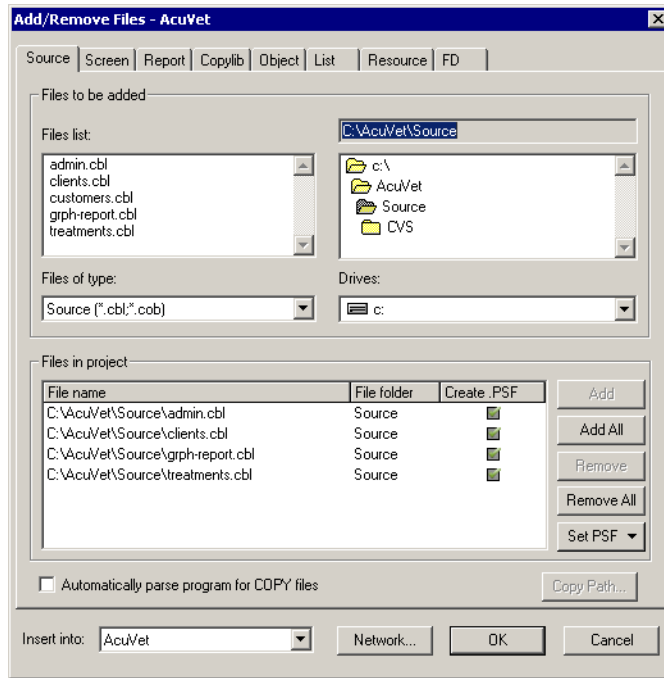 Add/Remove Files - AcuVet
Source Screen Report Copylib Object List Resource FD
Files to be added
Files list:
C:\AcuVet\Source
admin.cbl
clients.cbl
customers.cbl
grph-report.cbl
treatments.cbl
c:\
AcuVet
Source
CVS
Files of type:
Drives:
Source (*.cbl;*.cob)
c:
Files in project
File name File folder Create .PSF
C:\AcuVet\Source\admin.cbl Source
C:\AcuVet\Source\clients.cbl Source
C:\AcuVet\Source\grph-report.cbl Source
C:\AcuVet\Source\treatments.cbl Source
Add
Add All
Remove
Remove All
Set PSF
Automatically parse program for COPY files
Copy Path...
Insert into: AcuVet Network... OK Cancel